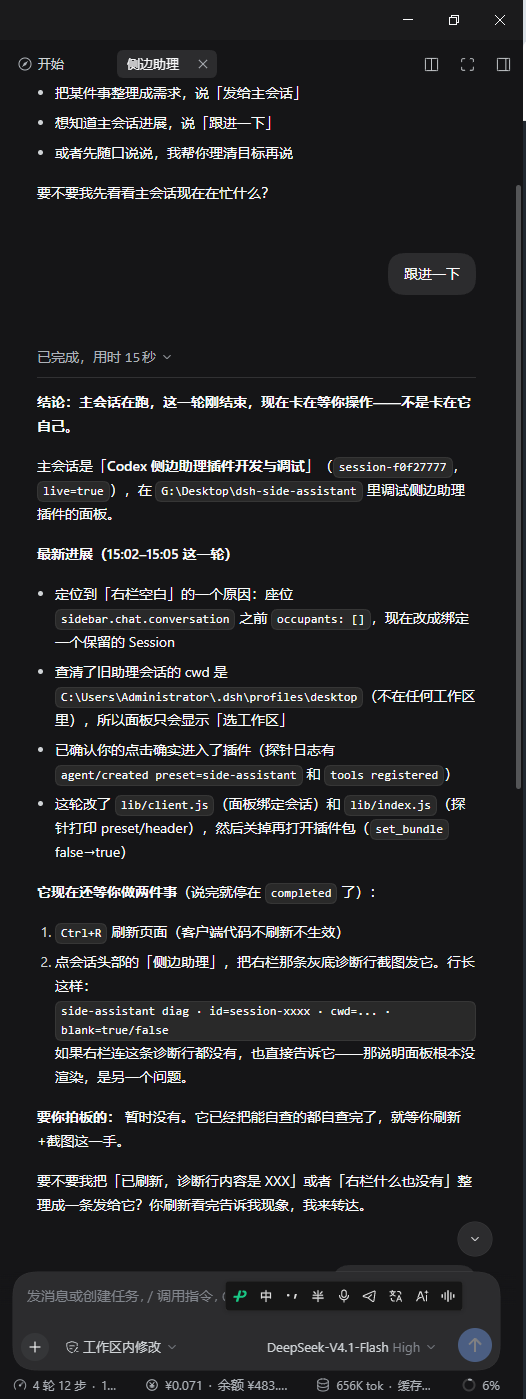 开始
侧边助理
把某件事整理成需求，说「发给主会话」
想知道主会话进展，说「跟进一下」
或者先随口说说，我帮你理清目标再说
要不要我先看看主会话现在在忙什么？
跟进一下
已完成，用时 15秒
结论：主会话在跑，这一轮刚结束，现在卡在等你操作——不是卡在它
自己。
主会话是「Codex 侧边助理插件开发与调试」（session-f0f27777，
live=true），在 G:\Desktop\dsh-side-assistant 里调试侧边助理
插件的面板。
最新进展（15:02–15:05 这一轮）
定位到「右栏空白」的一个原因：座位
sidebar.chat.conversation 之前 occupants: []，现在改成绑定
一个保留的 Session
查清了旧助理会话的 cwd 是
C:\Users\Administrator\.dsh\profiles\desktop（不在任何工作区
里），所以面板只会显示「选工作区」
已确认你的点击确实进入了插件（探针日志有
agent/created preset=side-assistant 和 tools registered）
这轮改了 lib/client.js（面板绑定会话）和 lib/index.js（探
针打印 preset/header），然后关掉再打开插件包（set_bundle
false→true）
它现在还等你做两件事（说完就停在 completed 了）：
1. Ctrl+R 刷新页面（客户端代码不刷新不生效）
2. 点会话头部的「侧边助理」，把右栏那条灰底诊断行截图发它。行长
这样：
side-assistant diag · id=session-xxxx · cwd=... ·
blank=true/false
如果右栏连这条诊断行都没有，也直接告诉它——那说明面板根本没
渲染，是另一个问题。
要你拍板的： 暂时没有。它已经把能自查的都自查完了，就等你刷新
+截图这一手。
要不要我把「已刷新，诊断行内容是 XXX」或者「右栏什么也没有」整
理成一条发给它？你刷新看完告诉我现象，我来转达。
发消息或创建任务，/ 调用指令，
中 半
工作区内修改
DeepSeek-V4.1-Flash High
4 轮 12 步 · 1...
¥0.071 · 余额 ¥483....
656K tok · 缓存...
6%